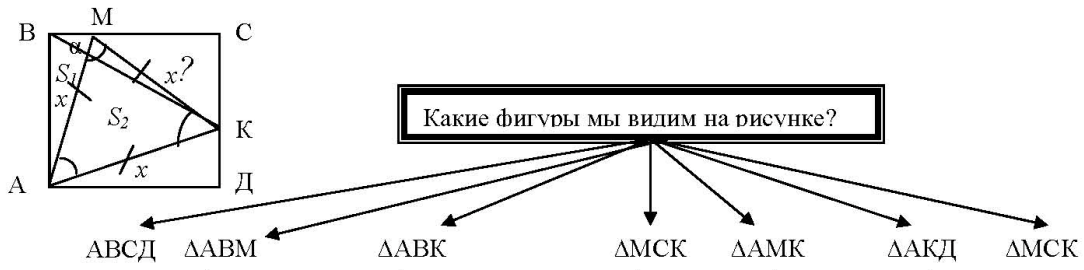 В М С
α
S₁ x?
x
S₂
К
x
А Д
Какие фигуры мы видим на рисунке?
АВСД ΔАВМ ΔАВК ΔМСК ΔАМК ΔАКД ΔМСК